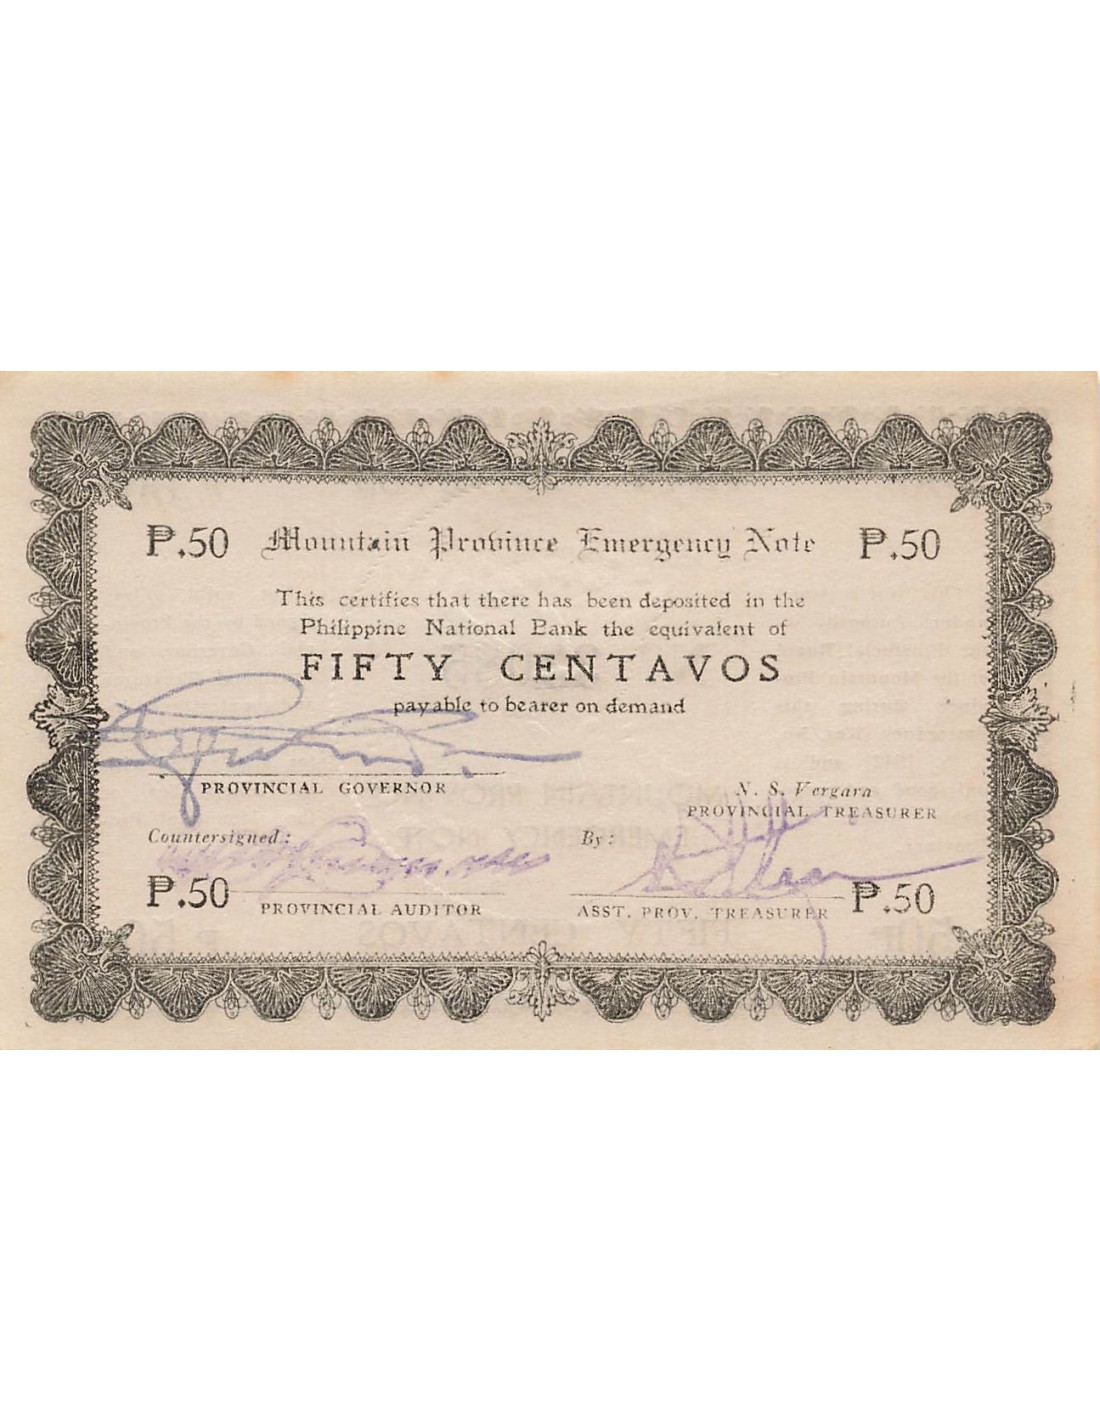 ₱.50 Mountain Province Emergency Note ₱.50
This certifies that there has been deposited in the
Philippine National Bank the equivalent of
FIFTY CENTAVOS
payable to bearer on demand
PROVINCIAL GOVERNOR
N. S. Vergara
PROVINCIAL TREASURER
Countersigned:
By:
₱.50
PROVINCIAL AUDITOR
ASST. PROV. TREASURER
₱.50